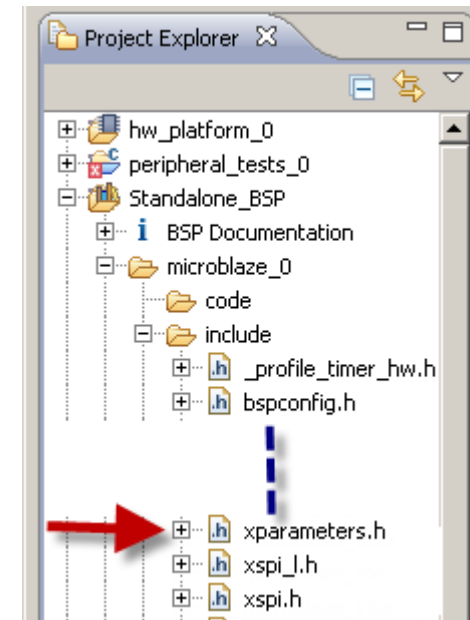 Project Explorer
hw_platform_0
peripheral_tests_0
Standalone_BSP
i BSP Documentation
microblaze_0
code
include
.h _profile_timer_hw.h
.h bspconfig.h
.h xparameters.h
.h xspi_l.h
.h xspi.h